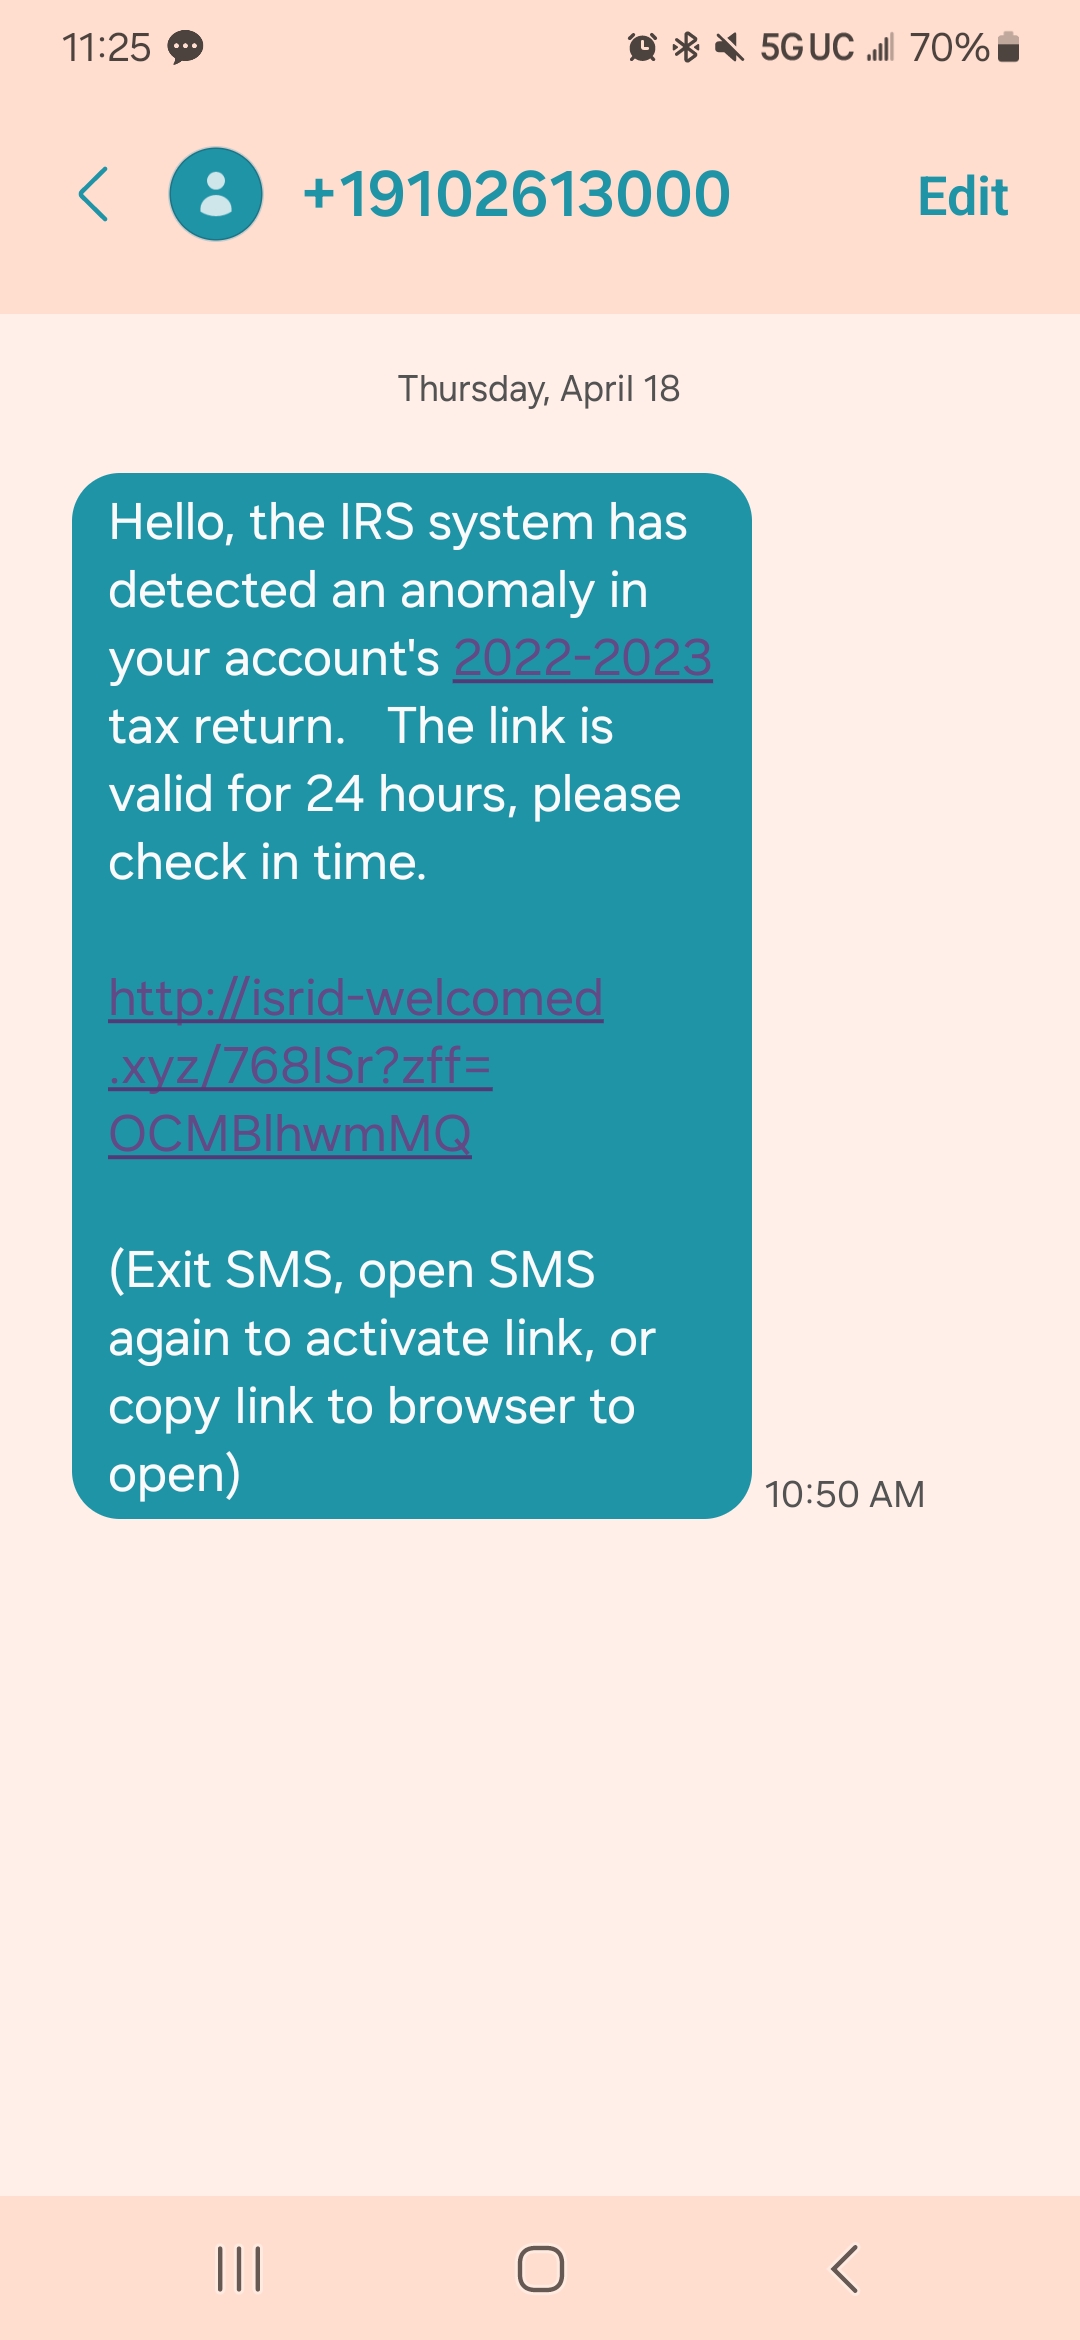 11:25 5G UC 70%
+19102613000 Edit
Thursday, April 18
Hello, the IRS system has
detected an anomaly in
your account's 2022-2023
tax return.   The link is
valid for 24 hours, please
check in time.
http://isrid-welcomed
.xyz/768ISr?zff=
OCMBlhwmMQ
(Exit SMS, open SMS
again to activate link, or
copy link to browser to
open)
10:50 AM